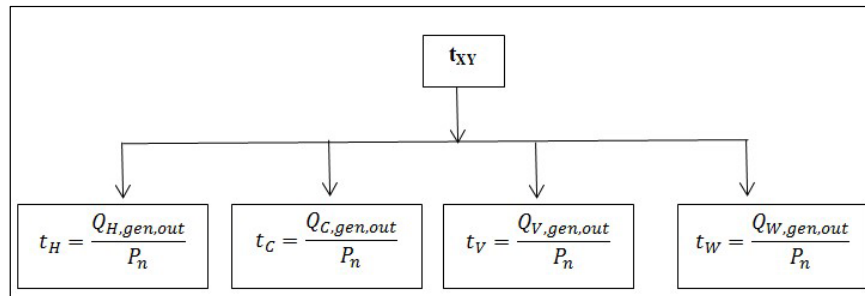 t_XY
t_H = Q_H,gen,out / P_n
t_C = Q_C,gen,out / P_n
t_V = Q_V,gen,out / P_n
t_W = Q_W,gen,out / P_n